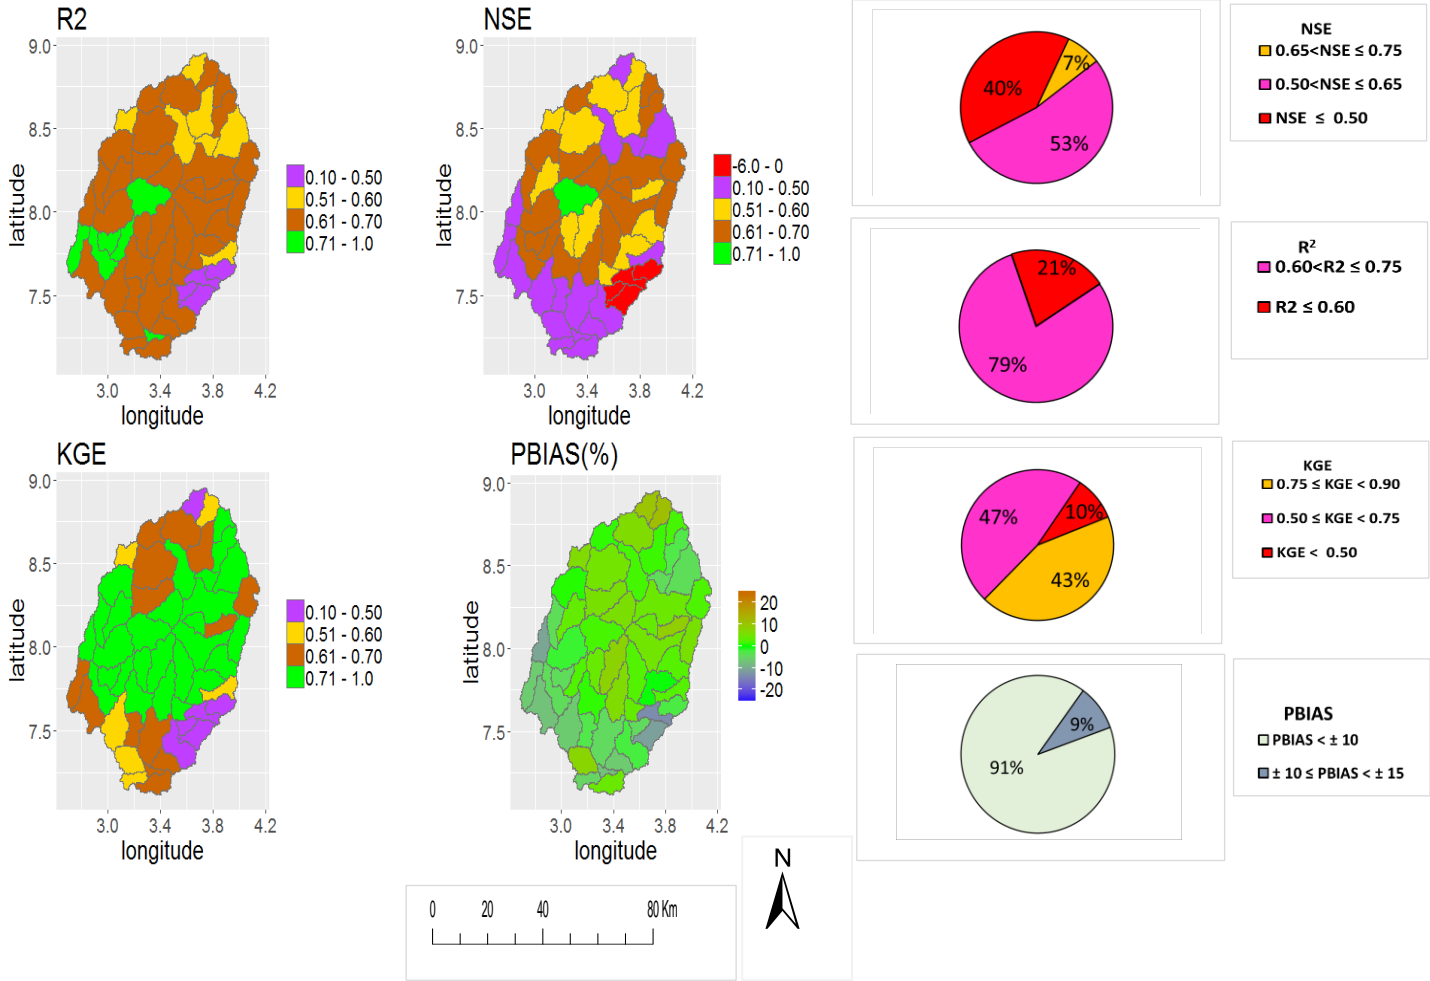 R2
9.0
8.5
8.0
7.5
latitude
3.0 3.4 3.8 4.2
longitude
0.10 - 0.50
0.51 - 0.60
0.61 - 0.70
0.71 - 1.0
NSE
9.0
8.5
8.0
7.5
latitude
3.0 3.4 3.8 4.2
longitude
-6.0 - 0
0.10 - 0.50
0.51 - 0.60
0.61 - 0.70
0.71 - 1.0
40%
7%
53%
NSE
0.65<NSE ≤ 0.75
0.50<NSE ≤ 0.65
NSE ≤ 0.50
21%
79%
R2
0.60<R2 ≤ 0.75
R2 ≤ 0.60
KGE
9.0
8.5
8.0
7.5
latitude
3.0 3.4 3.8 4.2
longitude
0.10 - 0.50
0.51 - 0.60
0.61 - 0.70
0.71 - 1.0
PBIAS(%)
9.0
8.5
8.0
7.5
latitude
3.0 3.4 3.8 4.2
longitude
20
10
0
-10
-20
47%
10%
43%
KGE
0.75 ≤ KGE < 0.90
0.50 ≤ KGE < 0.75
KGE < 0.50
9%
91%
PBIAS
PBIAS < ± 10
± 10 ≤ PBIAS < ± 15
0 20 40 80 Km
N